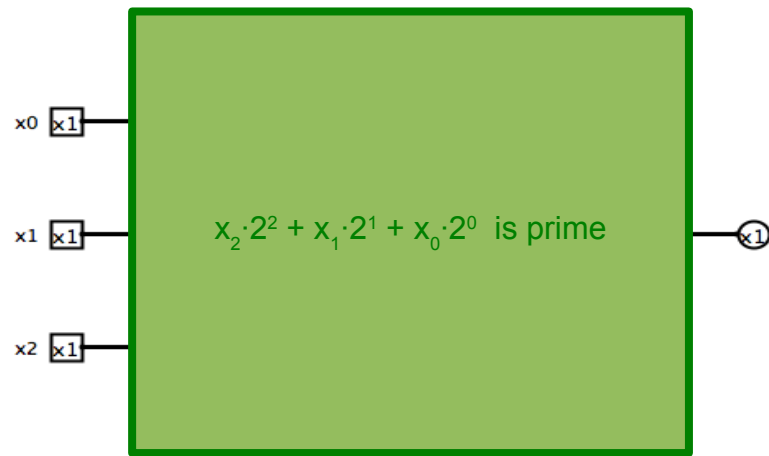 x0 x1
x1 x1
x₂·2² + x₁·2¹ + x₀·2⁰ is prime
x1
x2 x1